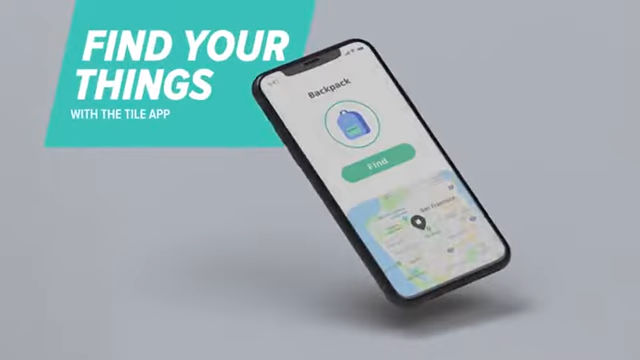 FIND YOUR
THINGS
WITH THE TILE APP
Backpack
Find
San Francisco